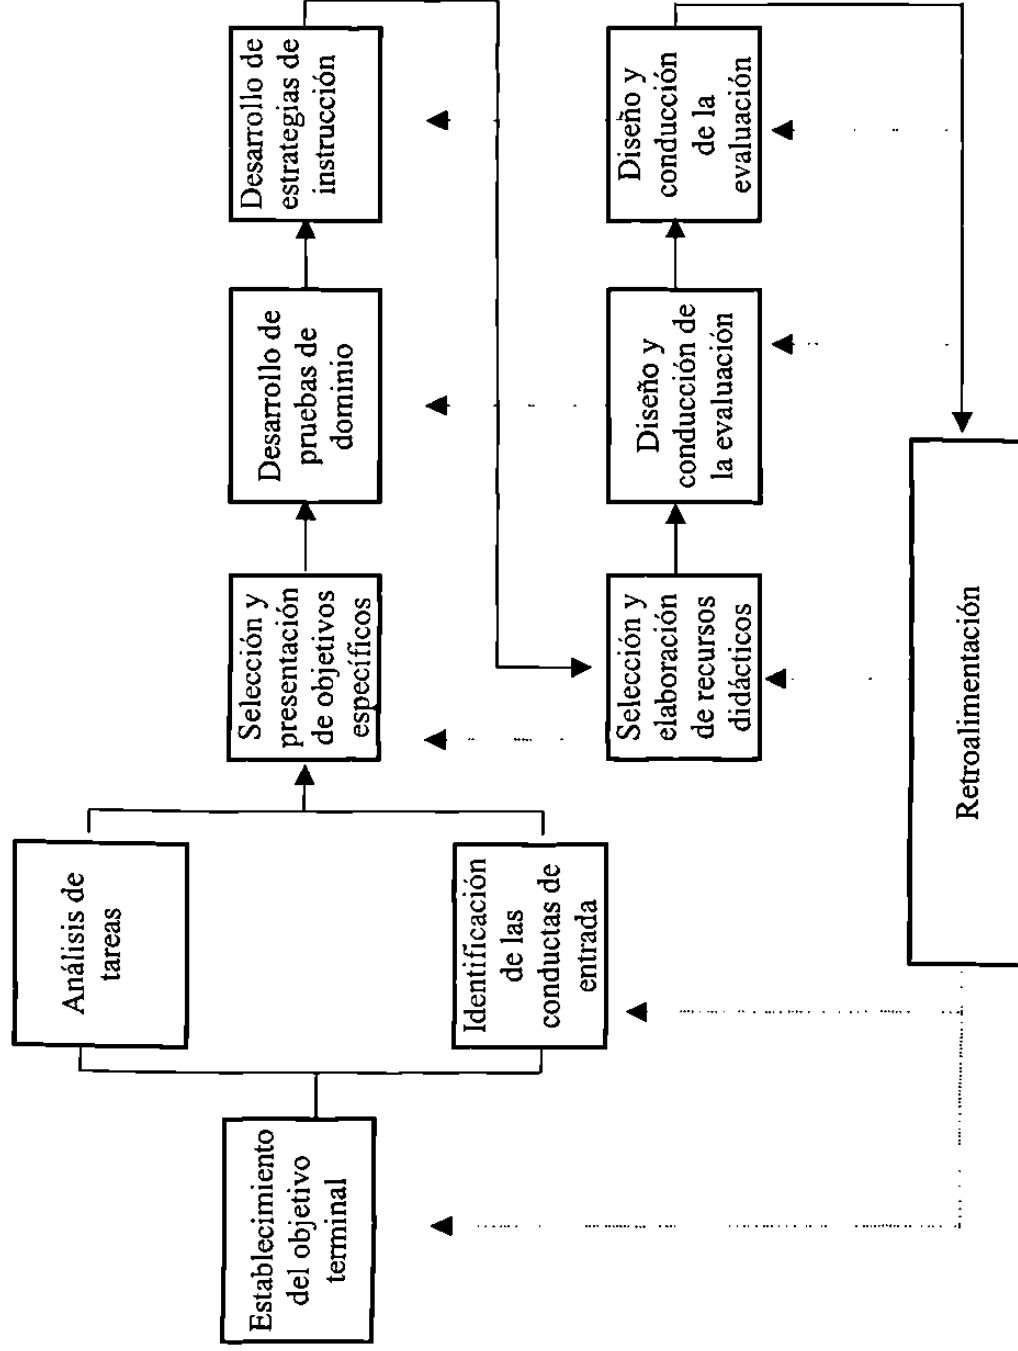 Establecimiento
del objetivo
terminal
Análisis de
tareas
Identificación
de las
conductas de
entrada
Selección y
presentación
de objetivos
específicos
Desarrollo de
pruebas de
dominio
Desarrollo de
estrategias de
instrucción
Selección y
elaboración
de recursos
didácticos
Diseño y
conducción de
la evaluación
Diseño y
conducción
de la
evaluación
Retroalimentación